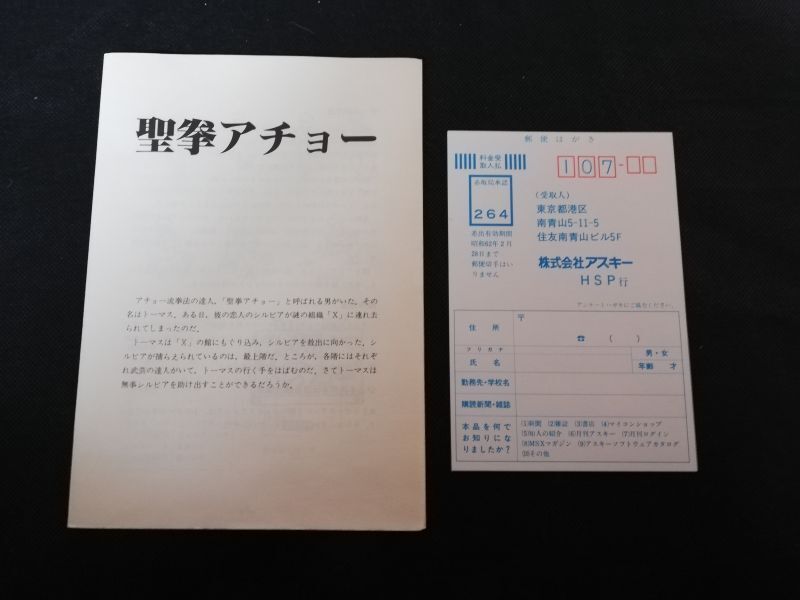 聖拳アチョー
アチョー流拳法の達人、「聖拳アチョー」と呼ばれる男がいた。その
名はトーマス。ある日、彼の恋人のシルビアが謎の組織「X」に連れ去
られてしまったのだ。
トーマスは「X」の館にもぐり込み、シルビアを救出に向かった。シル
ビアが捕らえられているのは、最上階だ。ところが、各階にはそれぞ
れ武芸の達人がいて、トーマスの行く手をはばむのだ。さてトーマスは
無事シルビアを助け出すことができるだろうか。
郵便はがき
料金受
取人払
107-
赤坂局承認
264
差出有効期間
昭和62年2月
28日まで
郵便切手はい
りません
(受取人)
東京都港区
南青山5-11-5
住友南青山ビル5F
株式会社アスキー
HSP行
アンケートハガキにご協力ください。
住所
〒
☎ ( )
フリガナ
氏名
男・女
年齢 才
勤務先・学校名
購読新聞・雑誌
本品を何で
お知りにな
りましたか?
(1)新聞 (2)雑誌 (3)書店 (4)マイコンショップ
(5)知人の紹介 (6)月刊アスキー (7)月刊ログイン
(8)MSXマガジン (9)アスキーソフトウェアカタログ
(10)その他